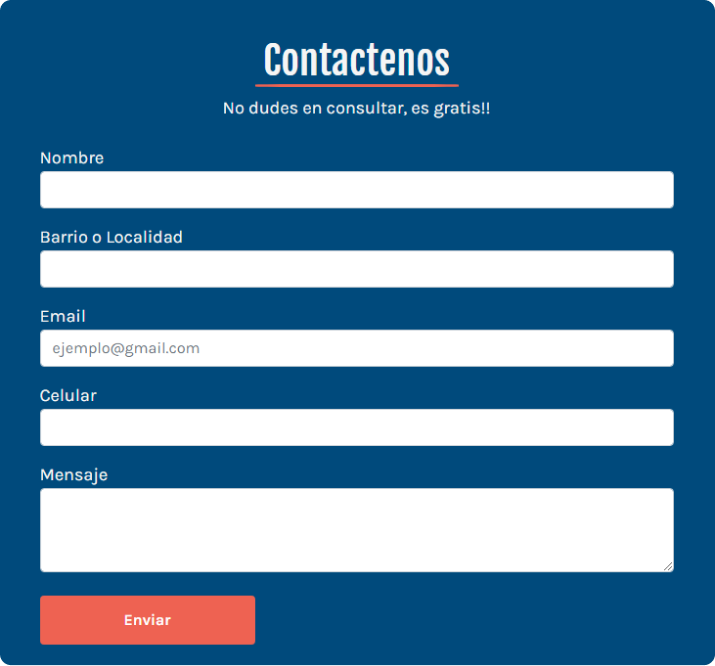 Contactenos
No dudes en consultar, es gratis!!
Nombre
Barrio o Localidad
Email
ejemplo@gmail.com
Celular
Mensaje
Enviar